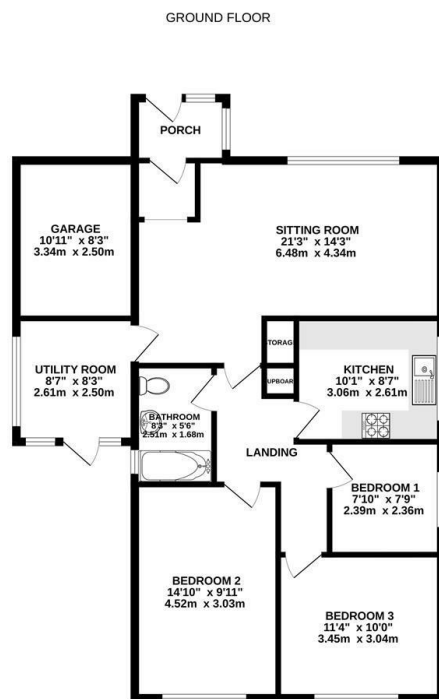 GROUND FLOOR
PORCH
GARAGE
10'11" x 8'3"
3.34m x 2.50m
SITTING ROOM
21'3" x 14'3"
6.48m x 4.34m
UTILITY ROOM
8'7" x 8'3"
2.61m x 2.50m
TORAG
UPBOAR
KITCHEN
10'1" x 8'7"
3.06m x 2.61m
BATHROOM
8'3" x 5'6"
2.51m x 1.68m
LANDING
BEDROOM 1
7'10" x 7'9"
2.39m x 2.36m
BEDROOM 2
14'10" x 9'11"
4.52m x 3.03m
BEDROOM 3
11'4" x 10'0"
3.45m x 3.04m